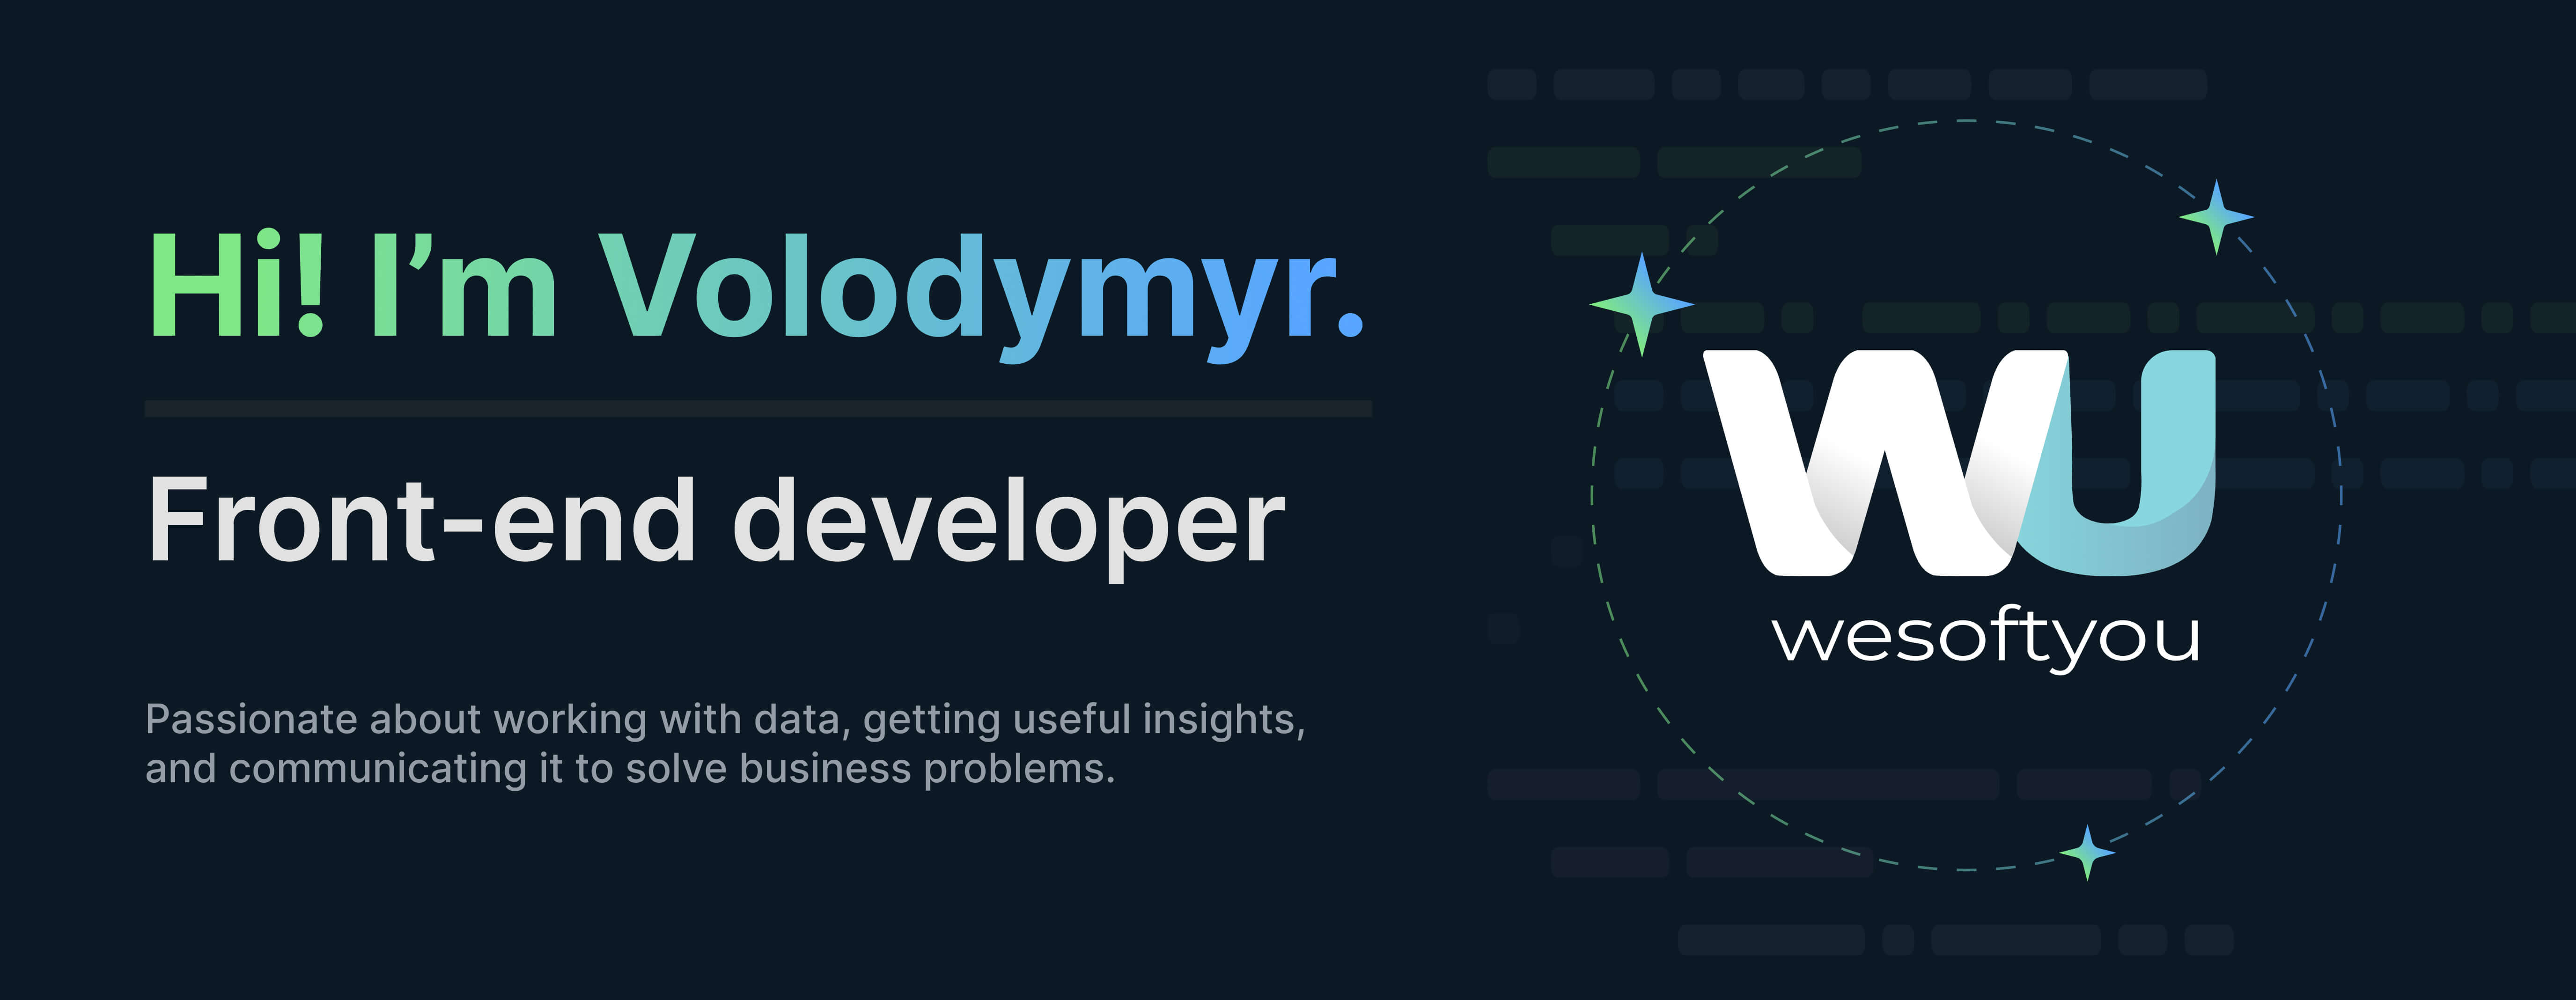 Hi! I’m Volodymyr.
Front-end developer
Passionate about working with data, getting useful insights,
and communicating it to solve business problems.
WU
wesoftyou